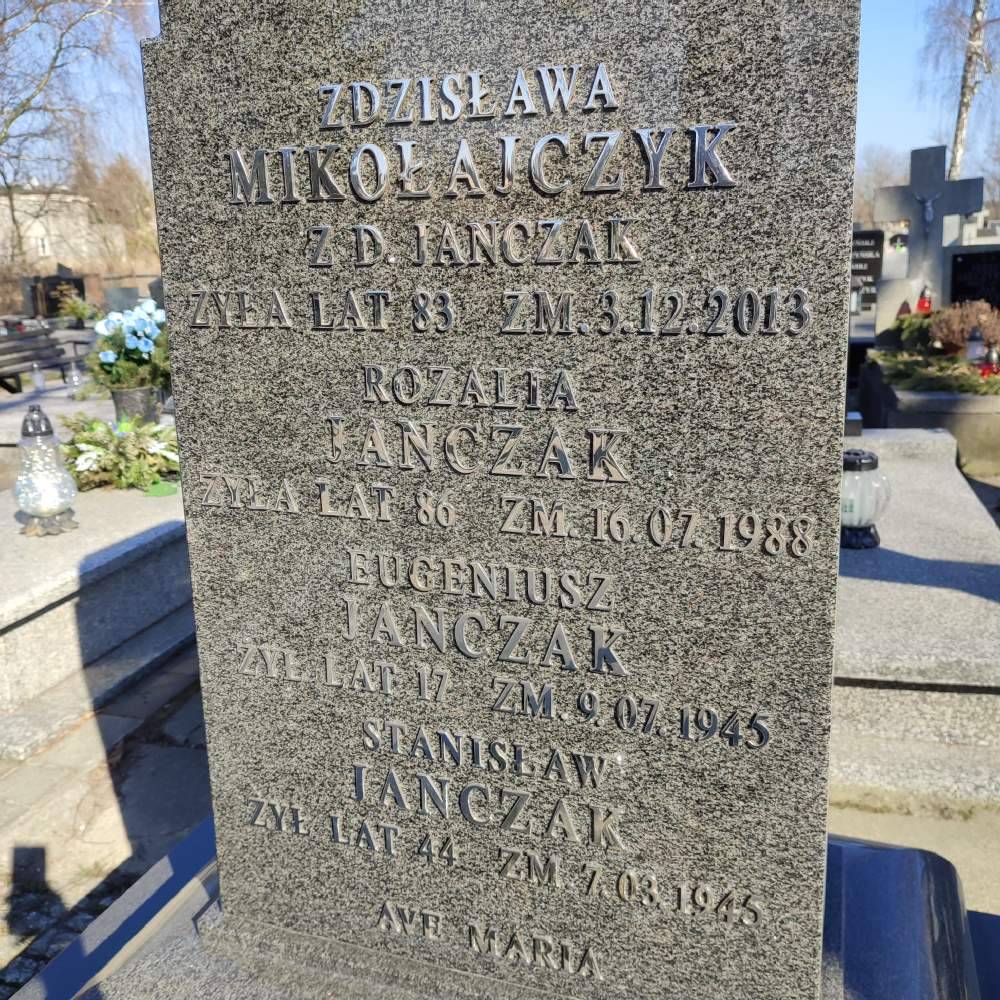 ZDZISŁAWA
MIKOŁAJCZYK
Z D. JANCZAK
ŻYŁA LAT 83 ZM. 3.12.2013
ROZALIA
JANCZAK
ŻYŁA LAT 86 ZM. 16.07.1988
EUGENIUSZ
JANCZAK
ŻYŁ LAT 17 ZM. 9.07.1945
STANISŁAW
JANCZAK
ŻYŁ LAT 44 ZM. 7.03.1945
AVE MARIA